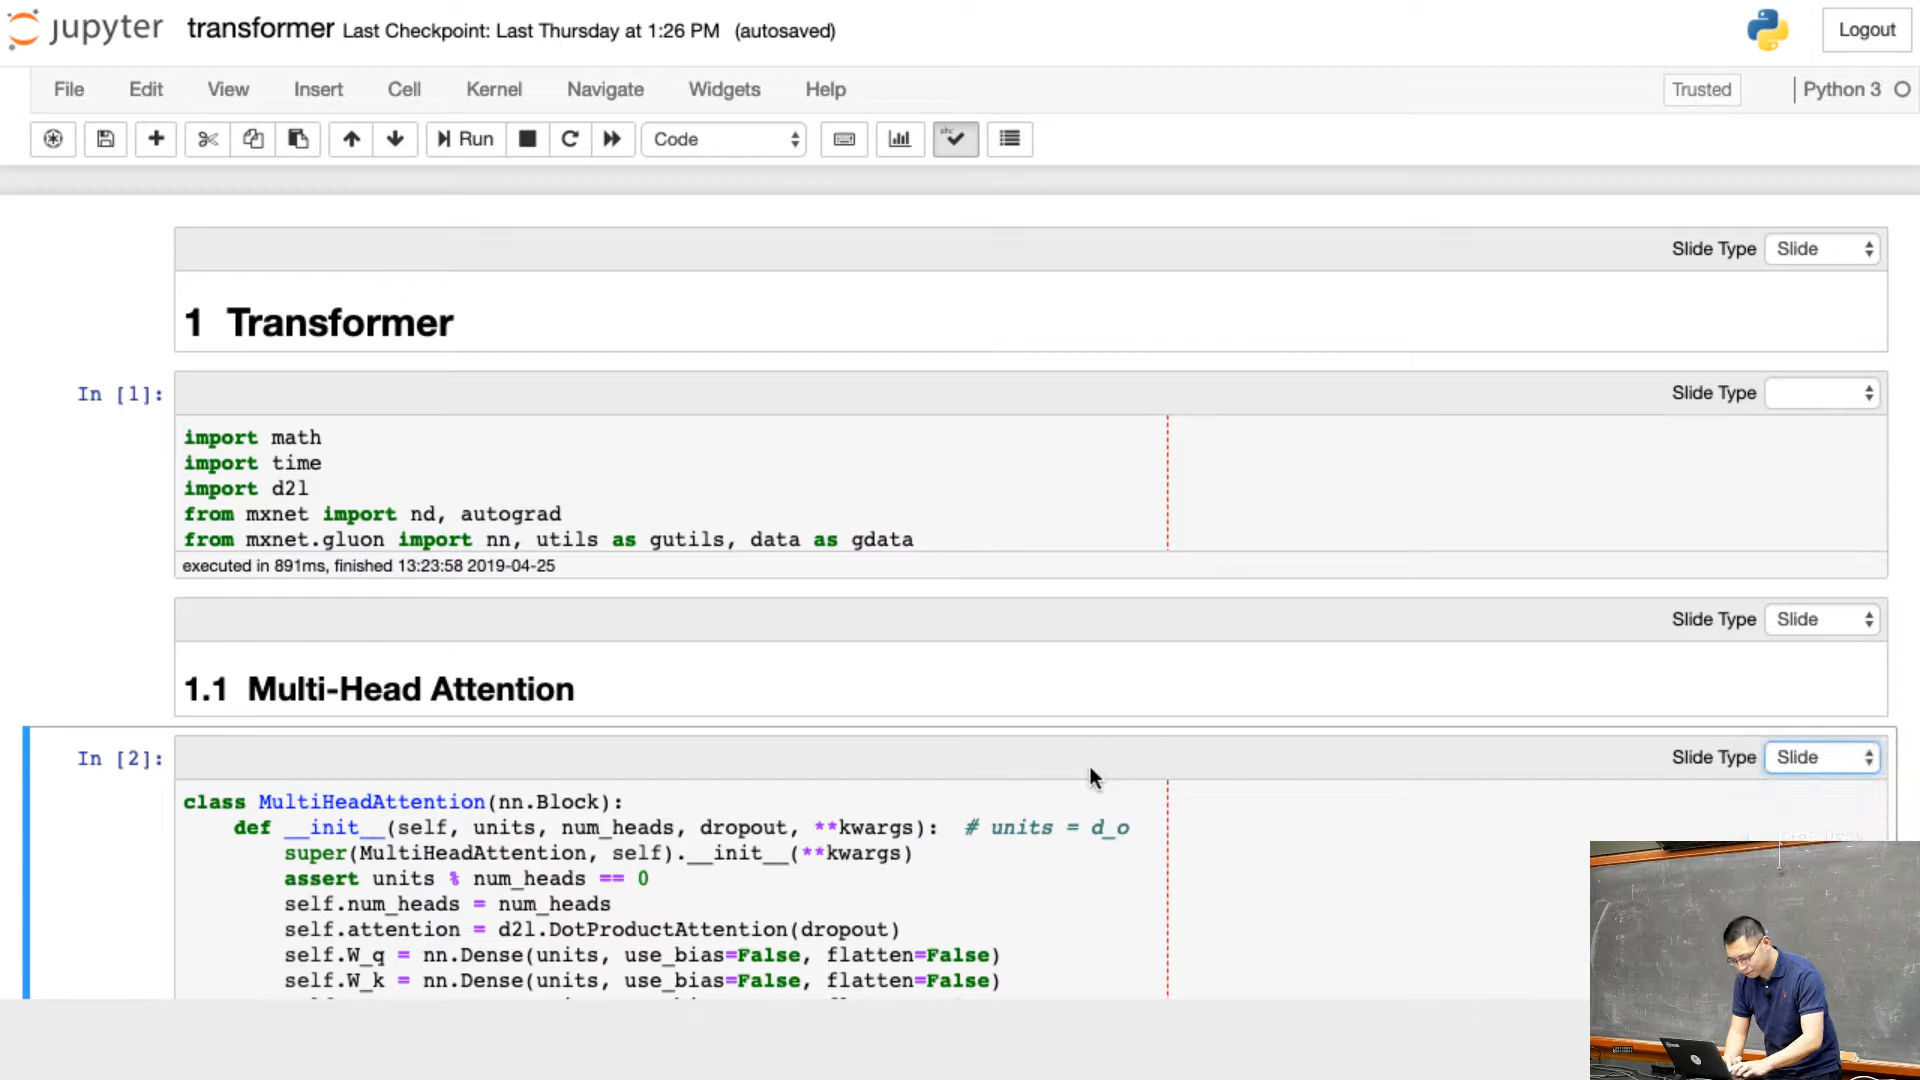 jupyter transformer Last Checkpoint: Last Thursday at 1:26 PM (autosaved)
Logout
File Edit View Insert Cell Kernel Navigate Widgets Help
Trusted Python 3
Run Code abc
Slide Type Slide
1 Transformer
In [1]:
Slide Type
import math
import time
import d2l
from mxnet import nd, autograd
from mxnet.gluon import nn, utils as gutils, data as gdata
executed in 891ms, finished 13:23:58 2019-04-25
Slide Type Slide
1.1 Multi-Head Attention
In [2]:
Slide Type Slide
class MultiHeadAttention(nn.Block):
    def __init__(self, units, num_heads, dropout, **kwargs):  # units = d_o
        super(MultiHeadAttention, self).__init__(**kwargs)
        assert units % num_heads == 0
        self.num_heads = num_heads
        self.attention = d2l.DotProductAttention(dropout)
        self.W_q = nn.Dense(units, use_bias=False, flatten=False)
        self.W_k = nn.Dense(units, use_bias=False, flatten=False)